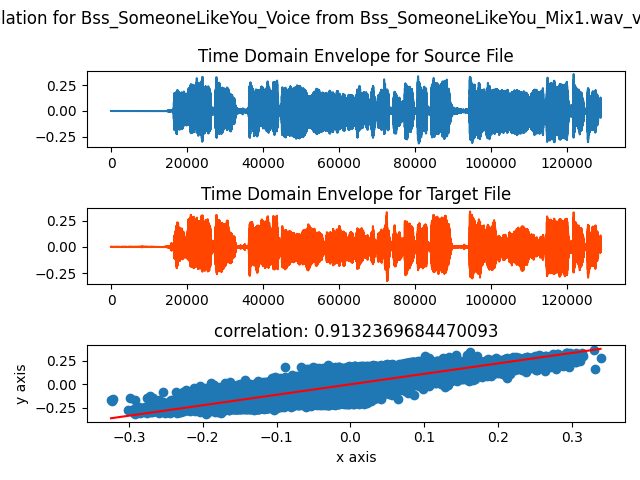 lation for Bss_SomeoneLikeYou_Voice from Bss_SomeoneLikeYou_Mix1.wav_v
Time Domain Envelope for Source File
0.25
0.00
−0.25
0 20000 40000 60000 80000 100000 120000
Time Domain Envelope for Target File
0.25
0.00
−0.25
0 20000 40000 60000 80000 100000 120000
correlation: 0.9132369684470093
y axis
0.25
0.00
−0.25
−0.3 −0.2 −0.1 0.0 0.1 0.2 0.3
x axis